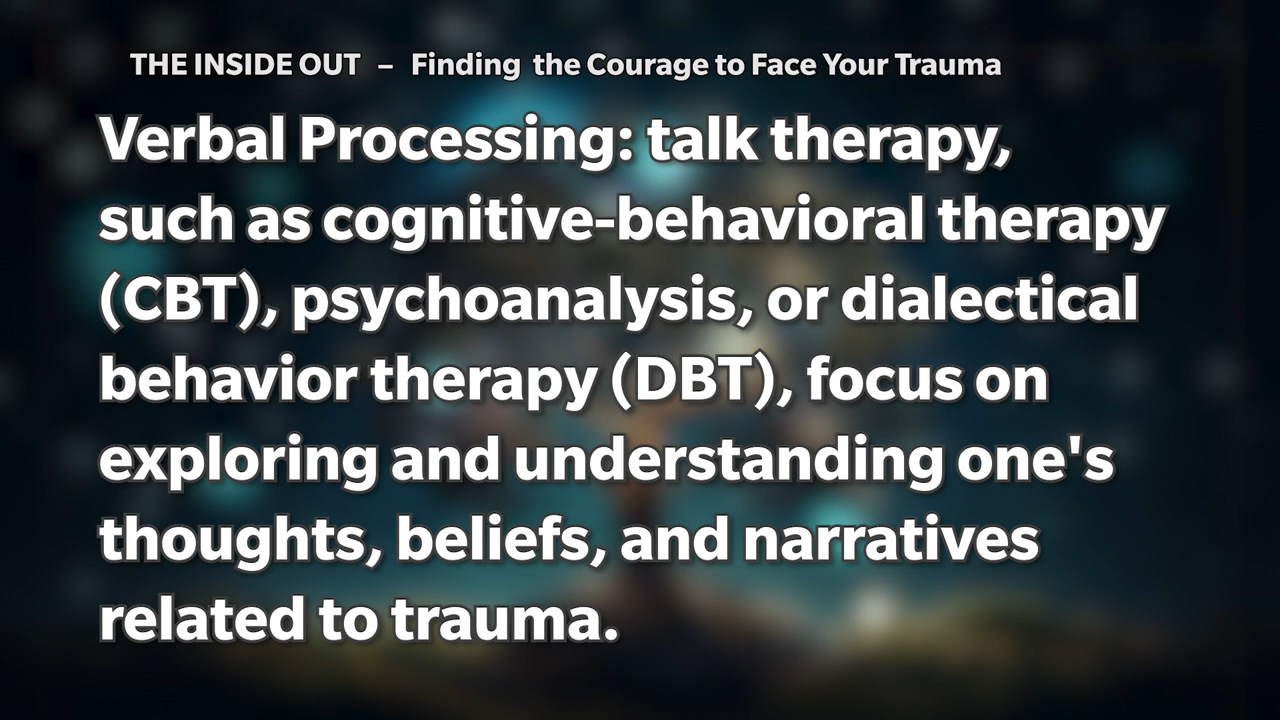 THE INSIDE OUT – Finding the Courage to Face Your Trauma
Verbal Processing: talk therapy,
such as cognitive-behavioral therapy
(CBT), psychoanalysis, or dialectical
behavior therapy (DBT), focus on
exploring and understanding one's
thoughts, beliefs, and narratives
related to trauma.